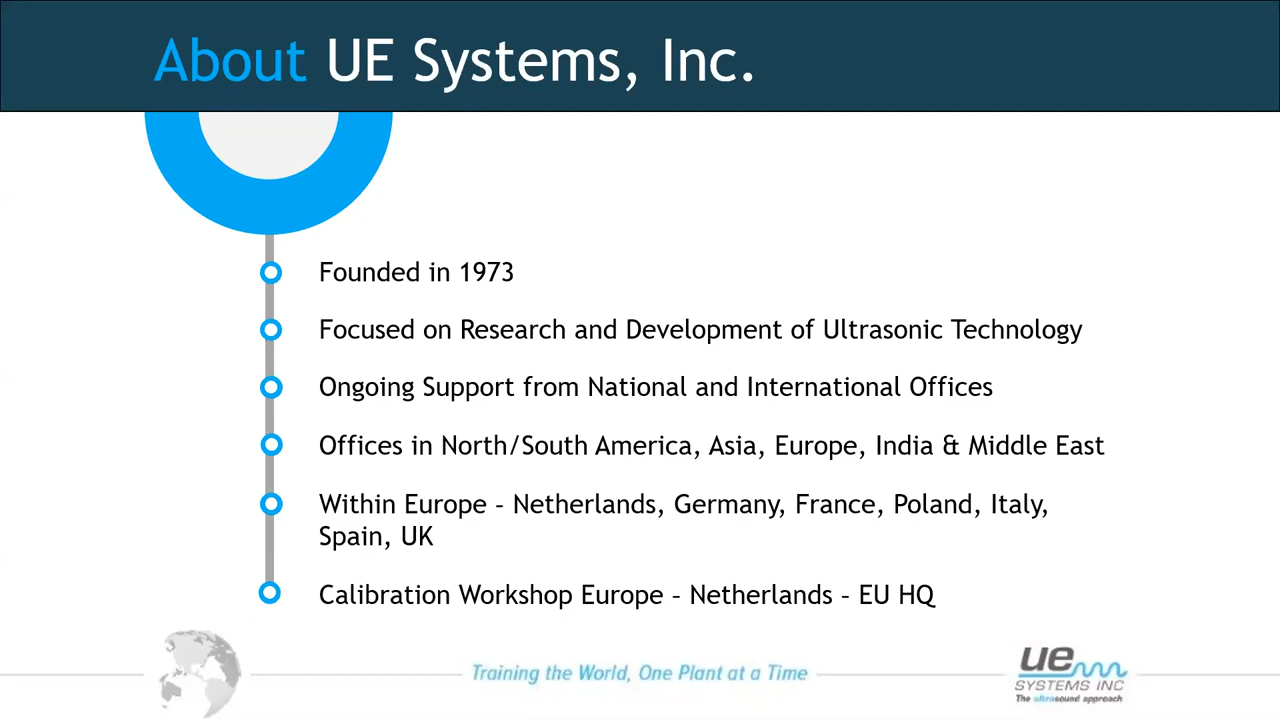 About UE Systems, Inc.
Founded in 1973
Focused on Research and Development of Ultrasonic Technology
Ongoing Support from National and International Offices
Offices in North/South America, Asia, Europe, India & Middle East
Within Europe – Netherlands, Germany, France, Poland, Italy,
Spain, UK
Calibration Workshop Europe – Netherlands – EU HQ
Training the World, One Plant at a Time
ue
SYSTEMS INC
The ultrasound approach